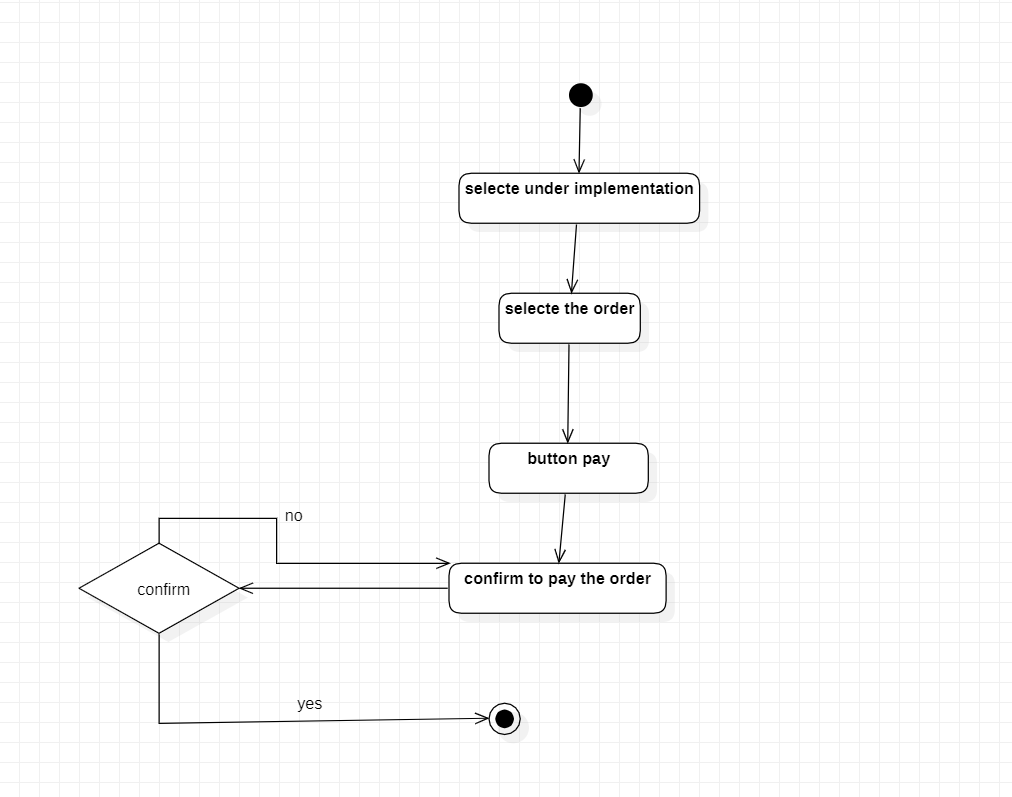 selecte under implementation
selecte the order
button pay
no
confirm to pay the order
confirm
yes